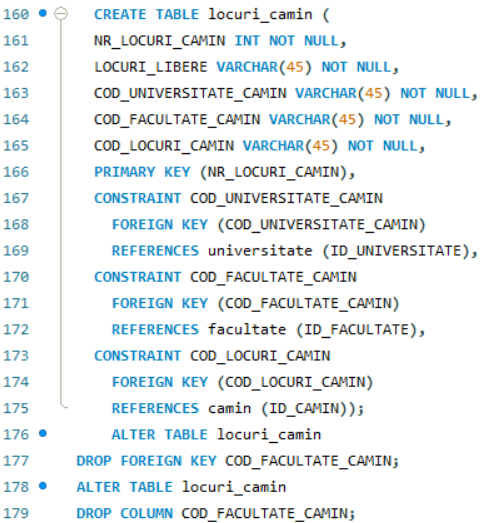 160 CREATE TABLE locuri_camin (
161 NR_LOCURI_CAMIN INT NOT NULL,
162 LOCURI_LIBERE VARCHAR(45) NOT NULL,
163 COD_UNIVERSITATE_CAMIN VARCHAR(45) NOT NULL,
164 COD_FACULTATE_CAMIN VARCHAR(45) NOT NULL,
165 COD_LOCURI_CAMIN VARCHAR(45) NOT NULL,
166 PRIMARY KEY (NR_LOCURI_CAMIN),
167 CONSTRAINT COD_UNIVERSITATE_CAMIN
168 FOREIGN KEY (COD_UNIVERSITATE_CAMIN)
169 REFERENCES universitate (ID_UNIVERSITATE),
170 CONSTRAINT COD_FACULTATE_CAMIN
171 FOREIGN KEY (COD_FACULTATE_CAMIN)
172 REFERENCES facultate (ID_FACULTATE),
173 CONSTRAINT COD_LOCURI_CAMIN
174 FOREIGN KEY (COD_LOCURI_CAMIN)
175 REFERENCES camin (ID_CAMIN));
176 ALTER TABLE locuri_camin
177 DROP FOREIGN KEY COD_FACULTATE_CAMIN;
178 ALTER TABLE locuri_camin
179 DROP COLUMN COD_FACULTATE_CAMIN;